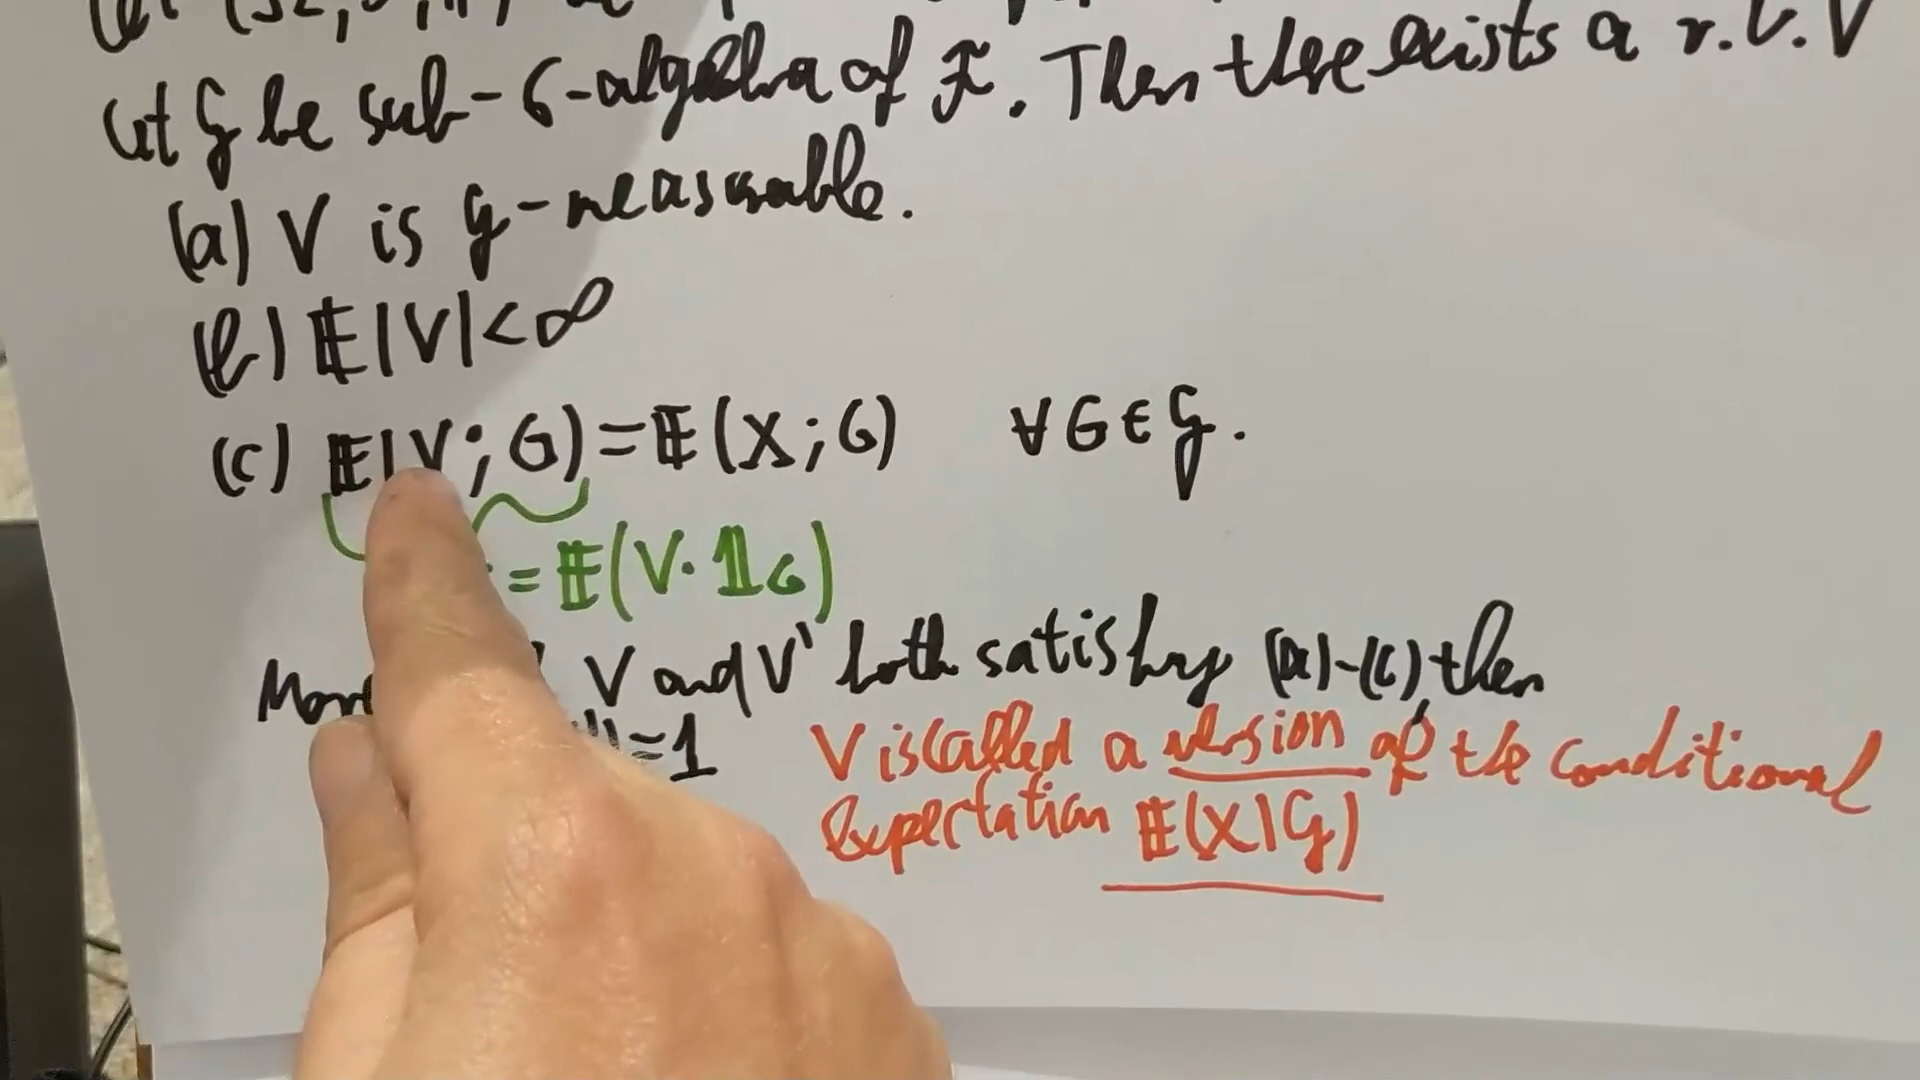 Let 𝒢 be sub-σ-algebra of ℱ. Then there exists a r.v. V
(a) V is 𝒢-measurable.
(b) 𝔼|V|<∞
(c) 𝔼(V;G)=𝔼(X;G) ∀G∈𝒢.
=𝔼(V·𝟙G)
V and V' both satisfy (a)-(c), then
=1
V is called a version of the conditional
expectation 𝔼(X|𝒢)